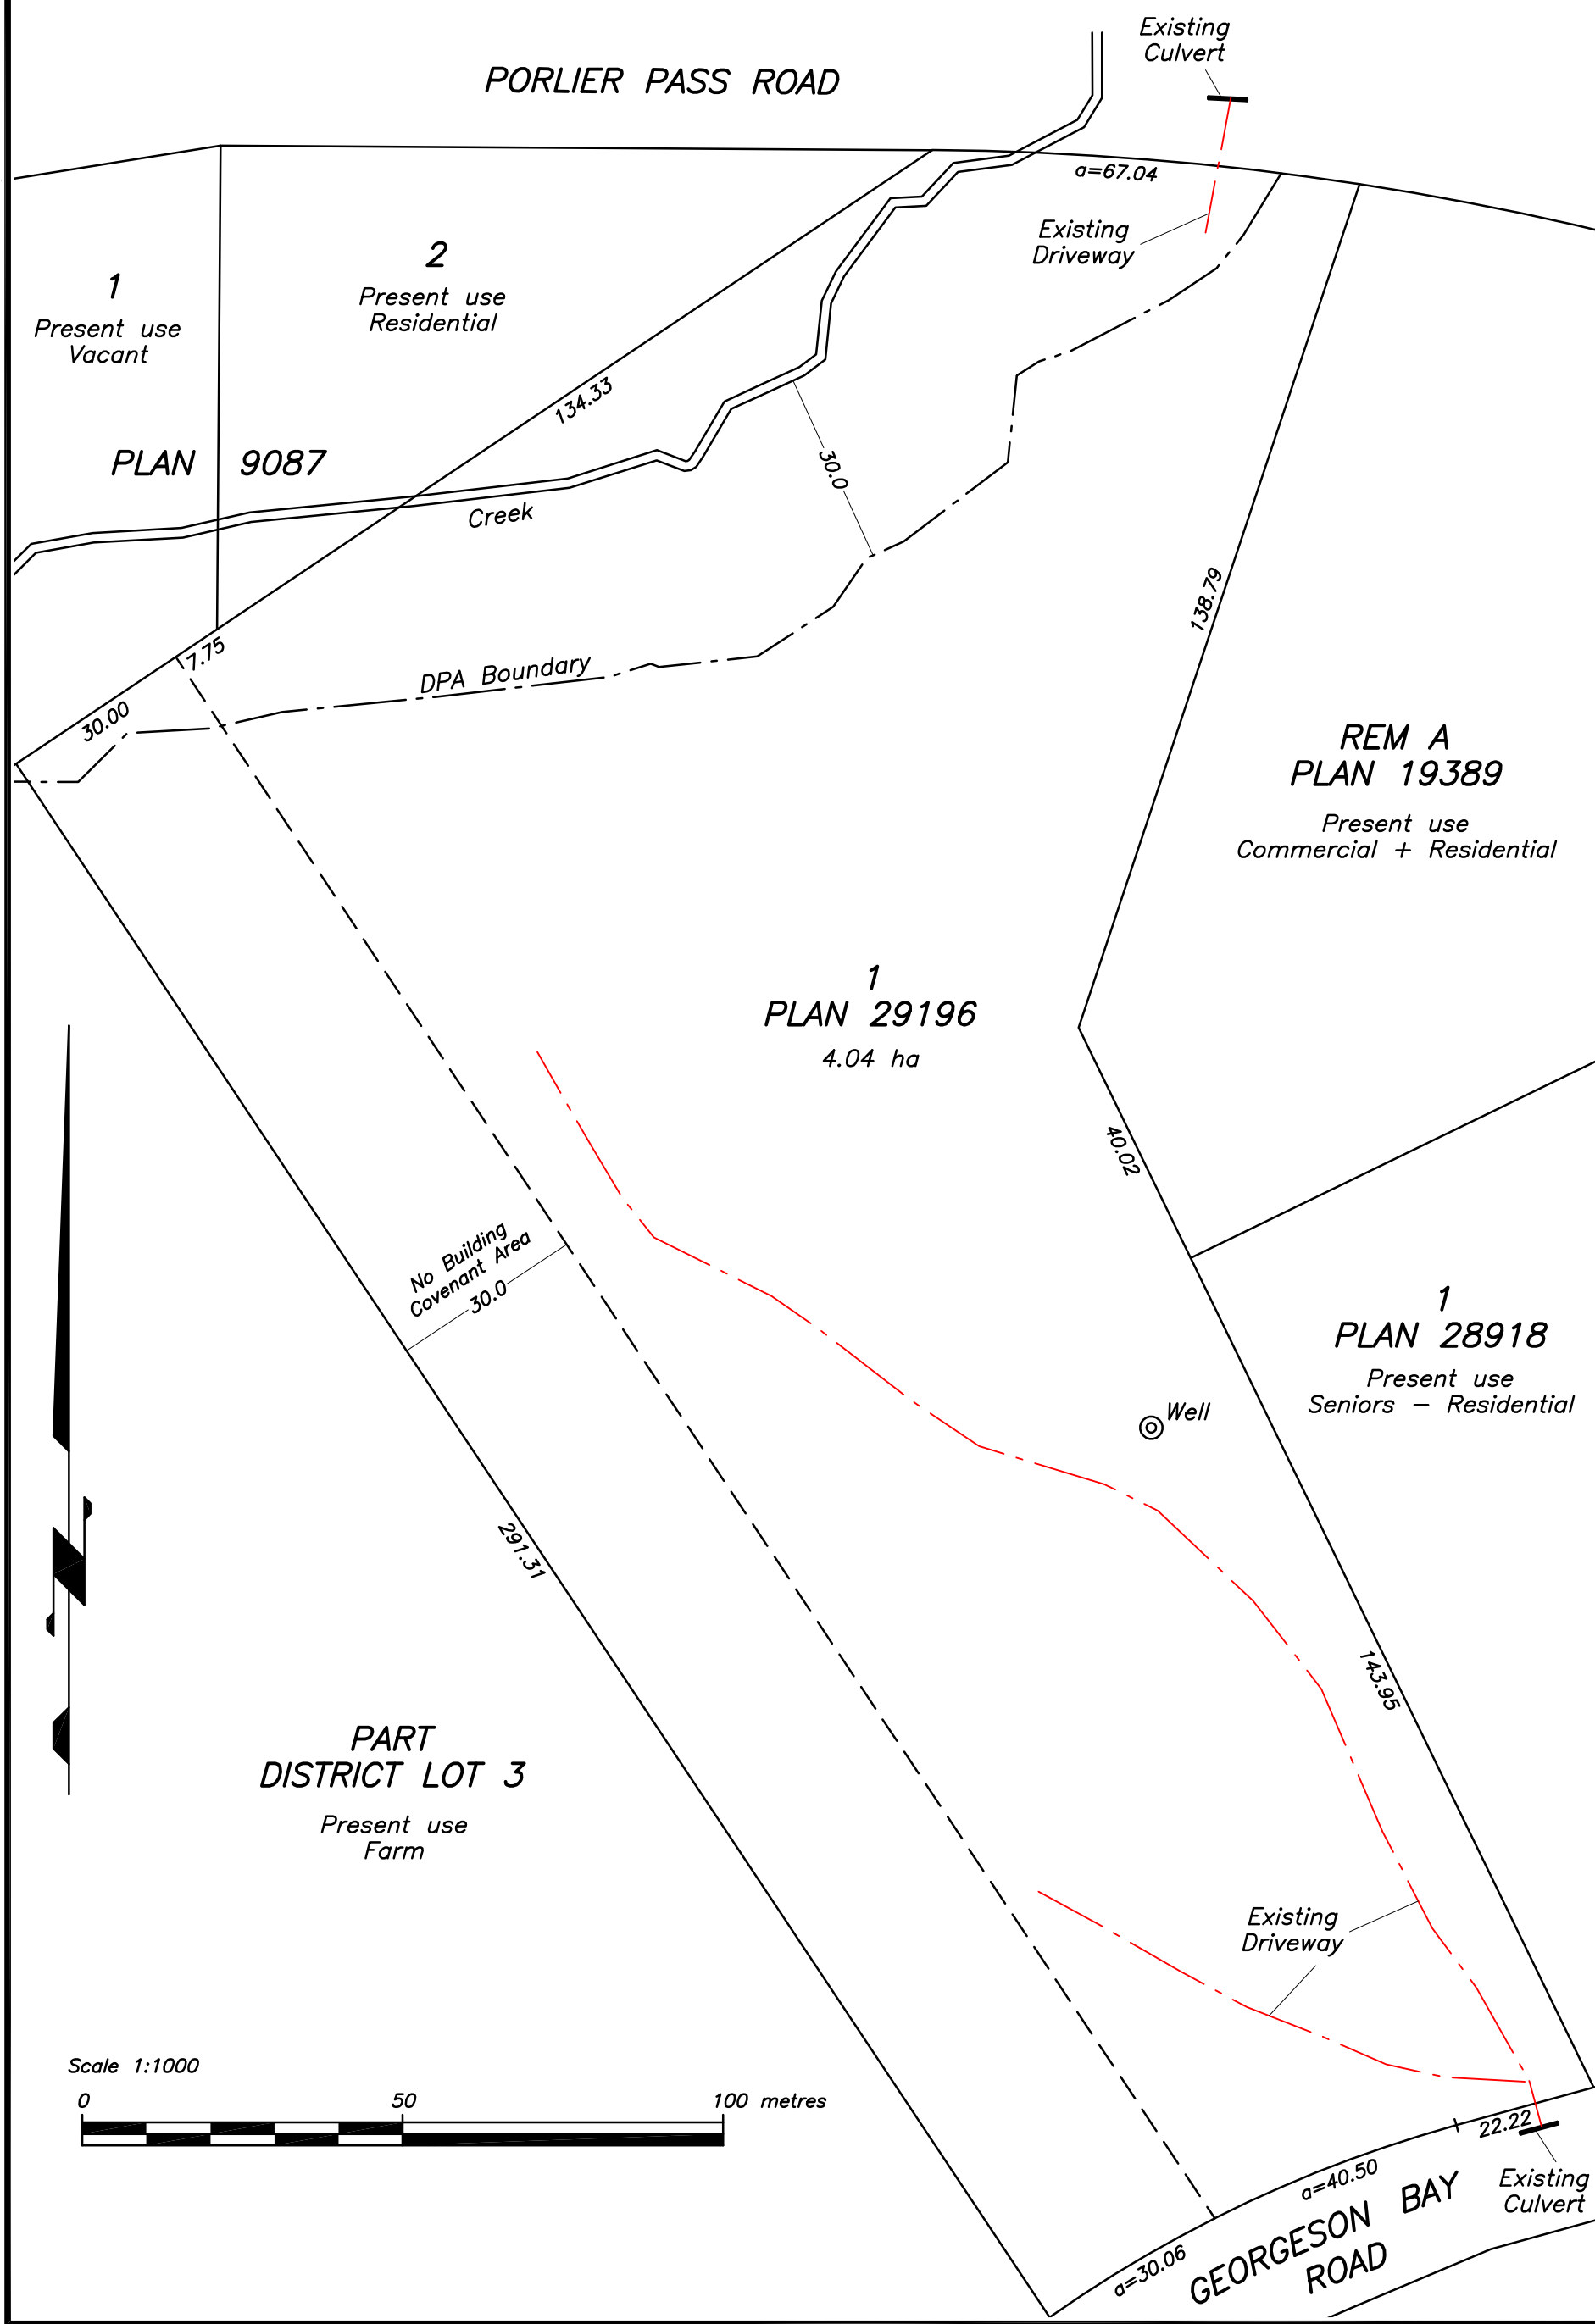 Existing
Culvert
PORLIER PASS ROAD
a=67.04
Existing
Driveway
2
Present use
Residential
1
Present use
Vacant
134.33
PLAN 9087
30.0
Creek
138.79
7.75
DPA Boundary
30.00
REM A
PLAN 19389
Present use
Commercial + Residential
1
PLAN 29196
4.04 ha
40.02
No Building
Covenant Area
30.0
1
PLAN 28918
Present use
Seniors - Residential
Well
291.31
143.95
PART
DISTRICT LOT 3
Present use
Farm
Existing
Driveway
Scale 1:1000
0 50 100 metres
22.22
a=40.50
Existing
Culvert
a=30.06
GEORGESON BAY
ROAD